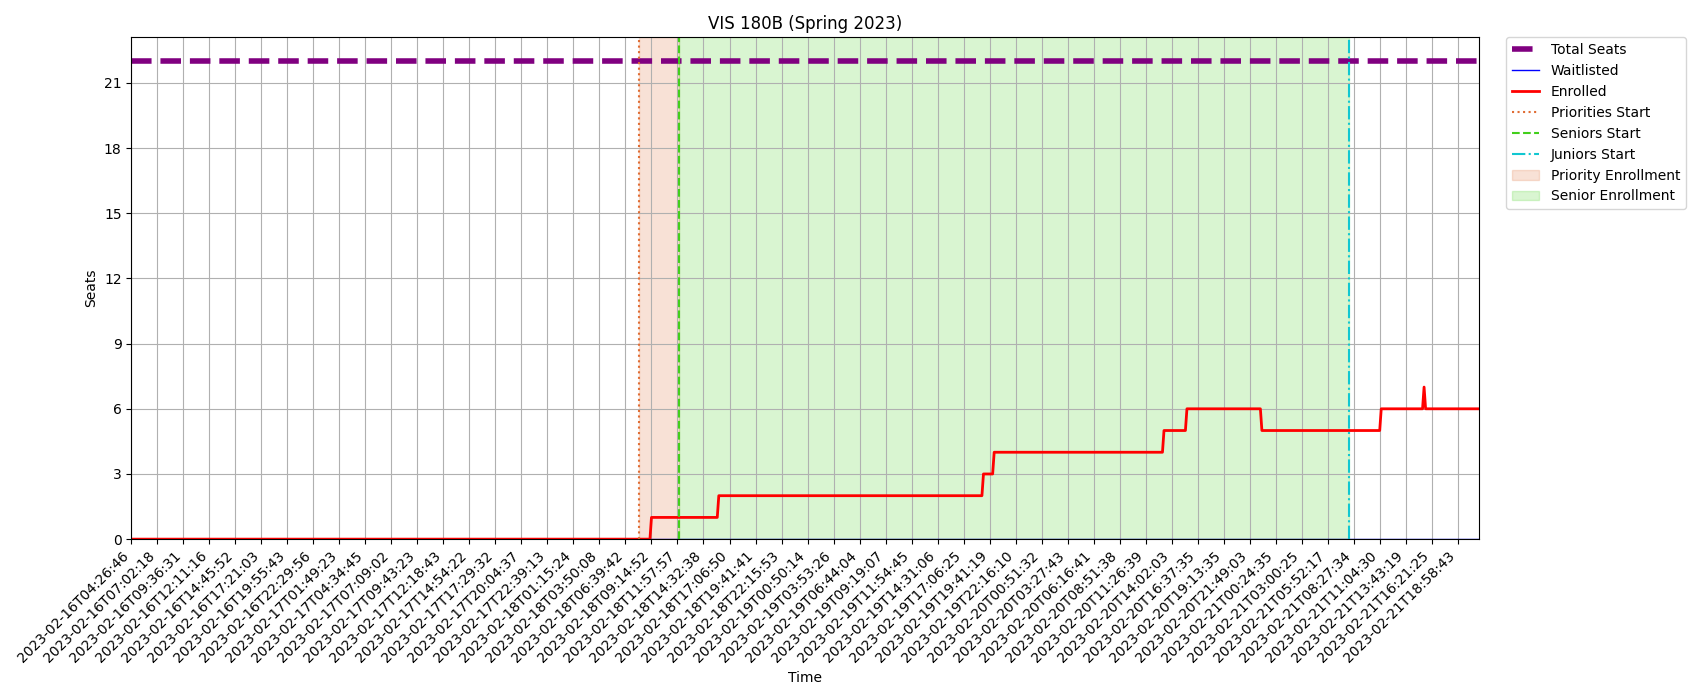 VIS 180B (Spring 2023)
Total Seats
Waitlisted
Enrolled
Priorities Start
Seniors Start
Juniors Start
Priority Enrollment
Senior Enrollment
Seats
21
18
15
12
9
6
3
0
2023-02-16T04:26:46
2023-02-16T07:02:18
2023-02-16T09:36:31
2023-02-16T12:11:16
2023-02-16T14:45:52
2023-02-16T17:21:03
2023-02-16T19:55:43
2023-02-16T22:29:56
2023-02-17T01:49:23
2023-02-17T04:34:45
2023-02-17T07:09:02
2023-02-17T09:43:23
2023-02-17T12:18:43
2023-02-17T14:54:22
2023-02-17T17:29:32
2023-02-17T20:04:37
2023-02-17T22:39:13
2023-02-18T01:15:24
2023-02-18T03:50:08
2023-02-18T06:39:42
2023-02-18T09:14:52
2023-02-18T11:57:57
2023-02-18T14:32:38
2023-02-18T17:06:50
2023-02-18T19:41:41
2023-02-18T22:15:53
2023-02-19T00:50:14
2023-02-19T03:53:26
2023-02-19T06:44:04
2023-02-19T09:19:07
2023-02-19T11:54:45
2023-02-19T14:31:06
2023-02-19T17:06:25
2023-02-19T19:41:19
2023-02-19T22:16:10
2023-02-20T00:51:32
2023-02-20T03:27:43
2023-02-20T06:16:41
2023-02-20T08:51:38
2023-02-20T11:26:39
2023-02-20T14:02:03
2023-02-20T16:37:35
2023-02-20T19:13:35
2023-02-20T21:49:03
2023-02-21T00:24:35
2023-02-21T03:00:25
2023-02-21T05:52:17
2023-02-21T08:27:34
2023-02-21T11:04:30
2023-02-21T13:43:19
2023-02-21T16:21:25
2023-02-21T18:58:43
Time